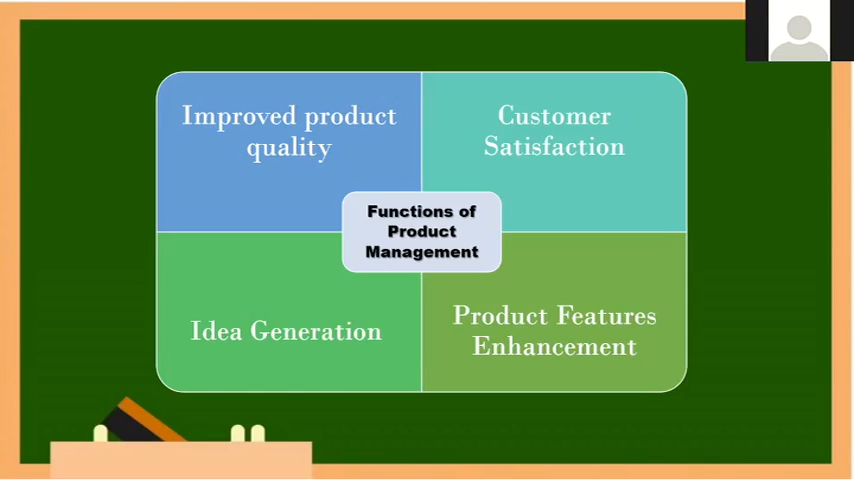 Improved product
quality
Customer
Satisfaction
Functions of
Product
Management
Idea Generation
Product Features
Enhancement